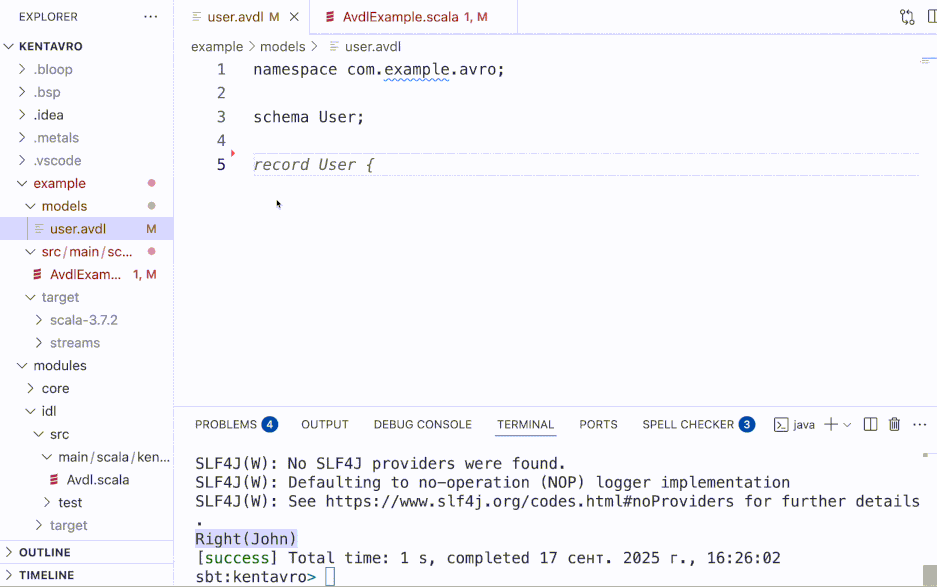 EXPLORER ...
user.avdl M
AvdlExample.scala 1, M
KENTAVRO
example > models > user.avdl
.bloop
.bsp
.idea
.metals
.vscode
example
models
user.avdl M
src/main/sc...
AvdlExam... 1, M
target
scala-3.7.2
streams
modules
core
idl
src
main/scala/ken...
Avdl.scala
test
target
OUTLINE
TIMELINE
1 namespace com.example.avro;
2
3 schema User;
4
5 record User {
PROBLEMS 4 OUTPUT DEBUG CONSOLE TERMINAL PORTS SPELL CHECKER 3 java ...
SLF4J(W): No SLF4J providers were found.
SLF4J(W): Defaulting to no-operation (NOP) logger implementation
SLF4J(W): See https://www.slf4j.org/codes.html#noProviders for further details
.
Right(John)
[success] Total time: 1 s, completed 17 сент. 2025 г., 16:26:02
sbt:kentavro>